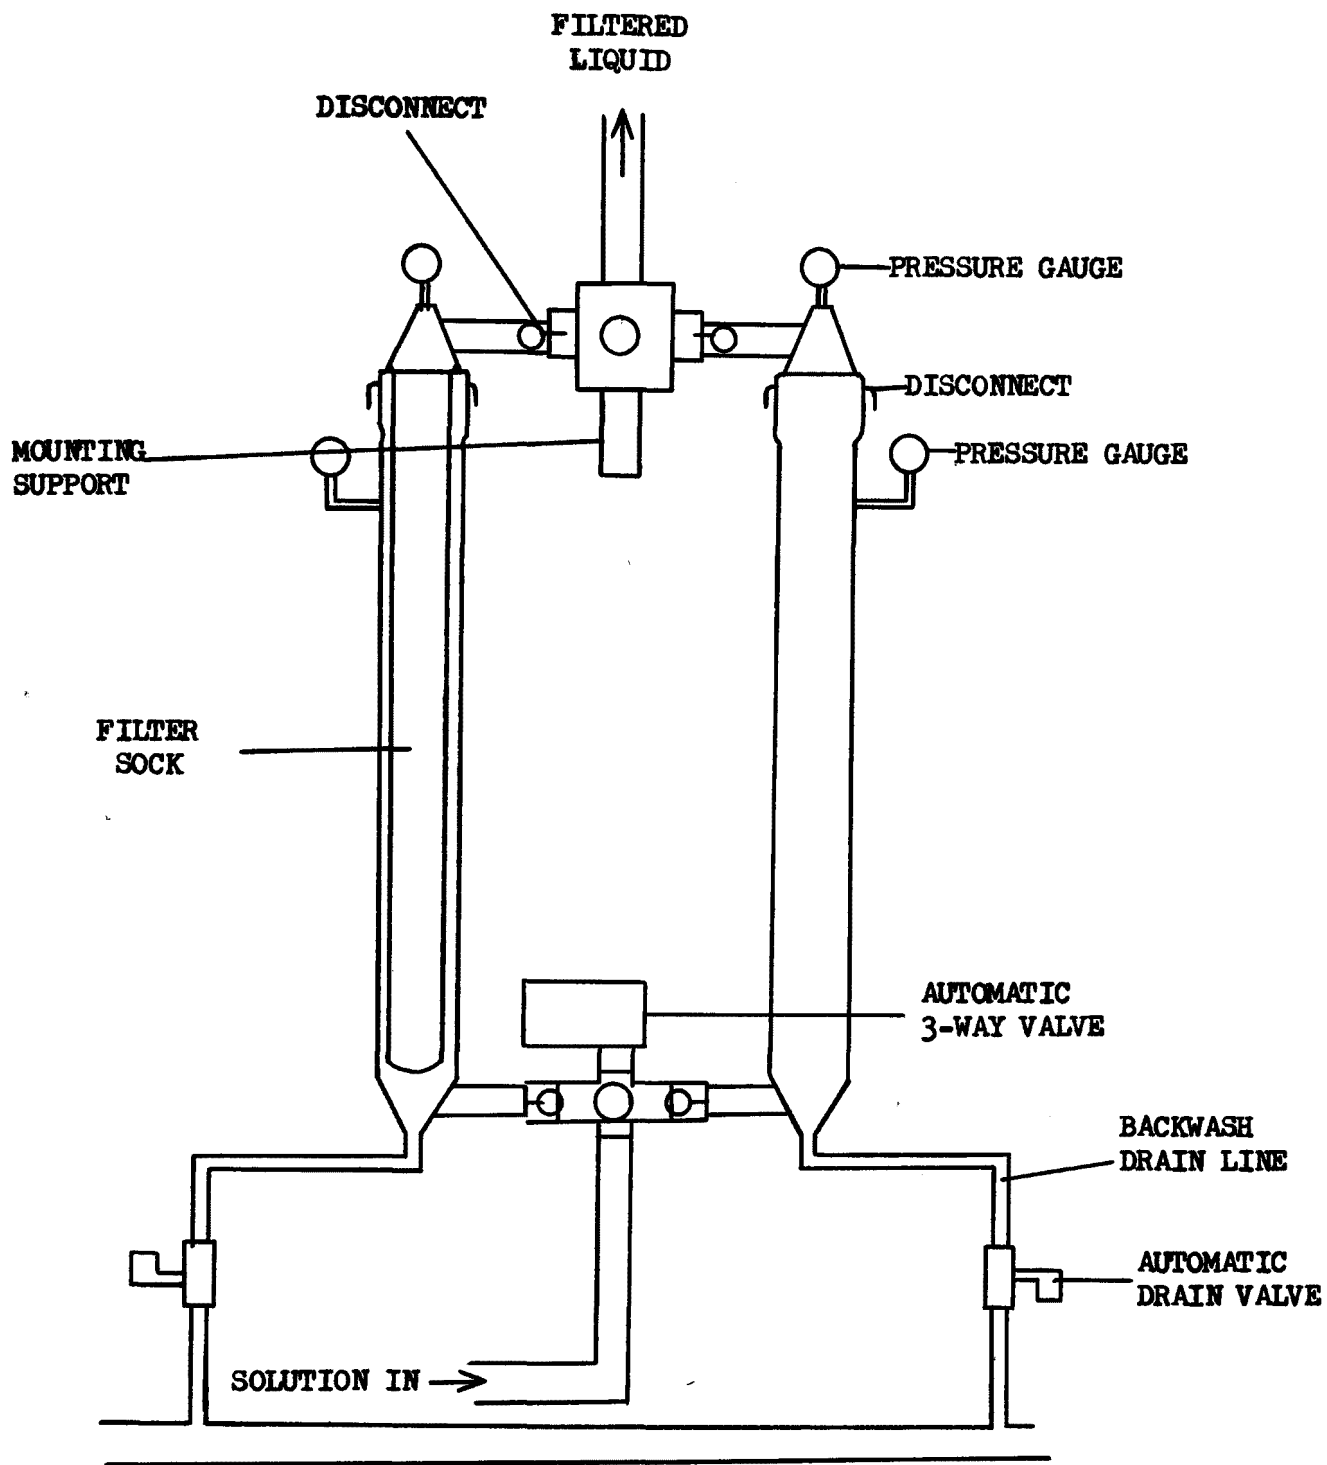 FILTERED
LIQUID
DISCONNECT
PRESSURE GAUGE
DISCONNECT
MOUNTING
SUPPORT
PRESSURE GAUGE
FILTER
SOCK
AUTOMATIC
3-WAY VALVE
BACKWASH
DRAIN LINE
AUTOMATIC
DRAIN VALVE
SOLUTION IN